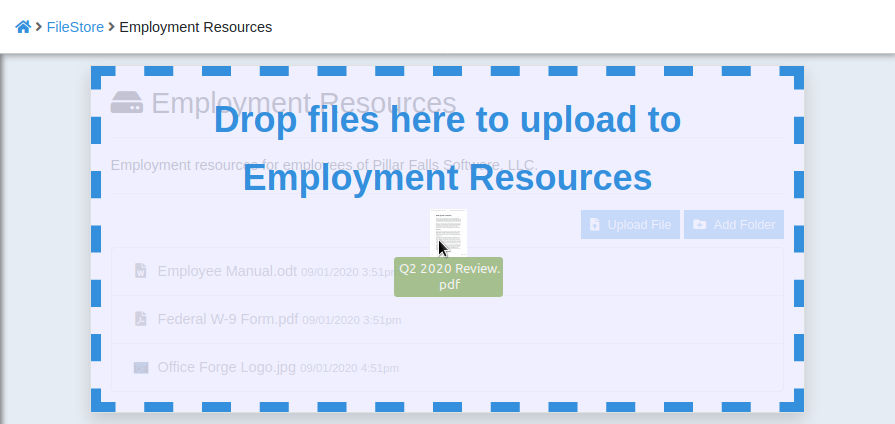 FileStore Employment Resources
Employment Resources
Drop files here to upload to
Employment resources for employees of Pillar Falls Software, LLC
Employment Resources
Upload File Add Folder
Employee Manual.odt 09/01/2020 3:51pm
Q2 2020 Review.
pdf
Federal W-9 Form.pdf 09/01/2020 3:51pm
Office Forge Logo.jpg 09/01/2020 4:51pm